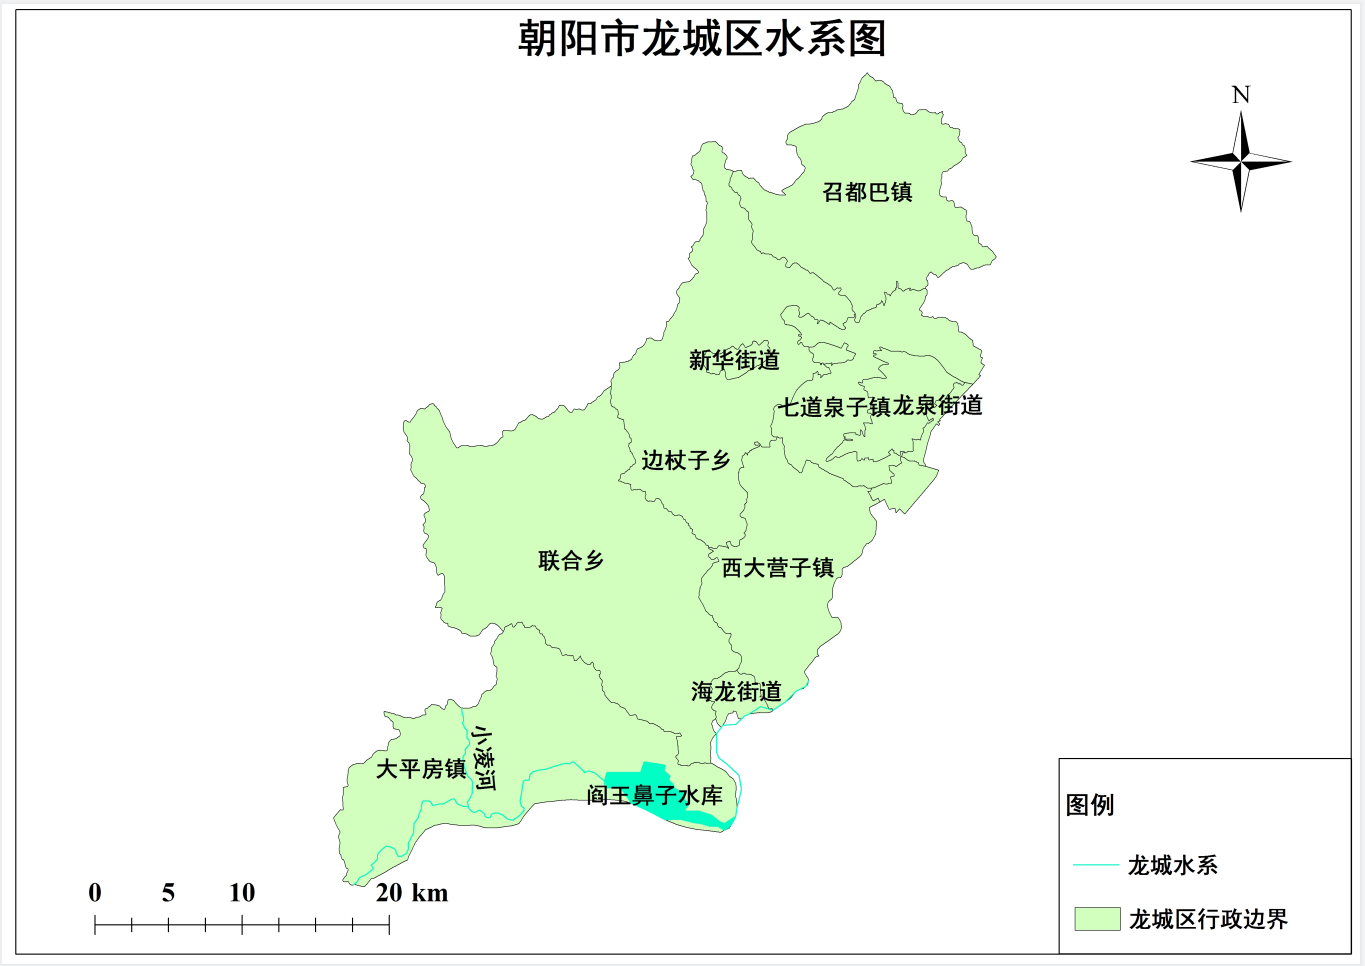 朝阳市龙城区水系图
N
召都巴镇
新华街道
七道泉子镇
龙泉街道
边杖子乡
联合乡
西大营子镇
海龙街道
小凌河
大平房镇
阎王鼻子水库
图例
龙城水系
龙城区行政边界
0 5 10 20 km